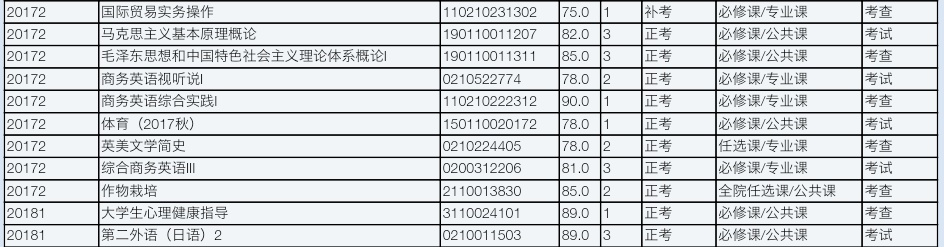 20172 国际贸易实务操作 110210231302 75.0 1 补考 必修课/专业课 考查
20172 马克思主义基本原理概论 190110011207 82.0 3 正考 必修课/公共课 考试
20172 毛泽东思想和中国特色社会主义理论体系概论I 190110011311 85.0 3 正考 必修课/公共课 考查
20172 商务英语视听说I 0210522774 78.0 2 正考 必修课/专业课 考试
20172 商务英语综合实践I 110210222312 90.0 1 正考 必修课/专业课 考查
20172 体育（2017秋） 150110020172 78.0 1 正考 必修课/公共课 考试
20172 英美文学简史 0210224405 78.0 2 正考 任选课/专业课 考查
20172 综合商务英语III 0200312206 81.0 3 正考 必修课/专业课 考试
20172 作物栽培 2110013830 85.0 2 正考 全院任选课/公共课 考查
20181 大学生心理健康指导 3110024101 89.0 1 正考 必修课/公共课 考查
20181 第二外语（日语）2 0210011503 89.0 3 正考 必修课/公共课 考试